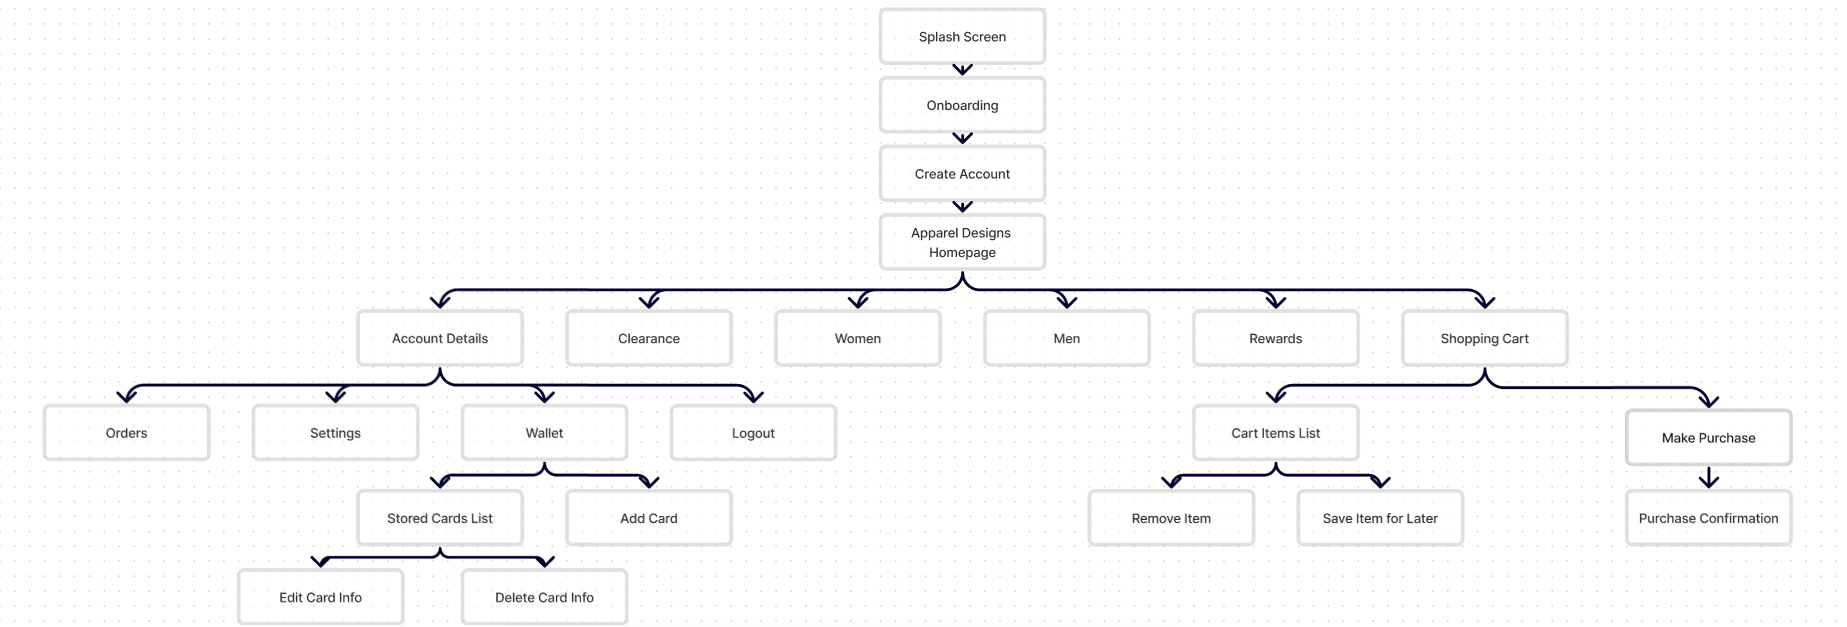 Splash Screen
Onboarding
Create Account
Apparel Designs
Homepage
Account Details
Clearance
Women
Men
Rewards
Shopping Cart
Orders
Settings
Wallet
Logout
Cart Items List
Make Purchase
Stored Cards List
Add Card
Remove Item
Save Item for Later
Purchase Confirmation
Edit Card Info
Delete Card Info